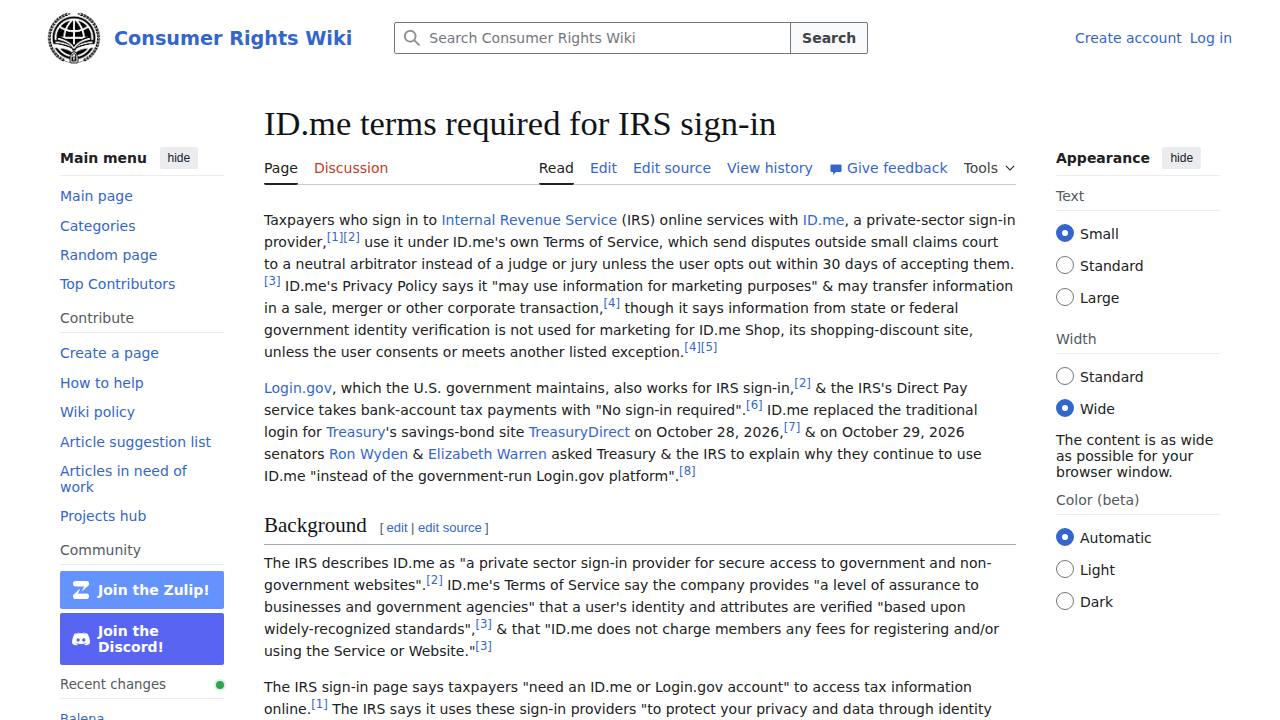 Consumer Rights Wiki
Search Consumer Rights Wiki
Search
Create account Log in
ID.me terms required for IRS sign-in
Main menu hide
Page Discussion Read Edit Edit source View history Give feedback Tools
Main page
Categories
Random page
Top Contributors
Contribute
Create a page
How to help
Wiki policy
Article suggestion list
Articles in need of
work
Projects hub
Community
Join the Zulip!
Join the
Discord!
Recent changes
Balena
Taxpayers who sign in to Internal Revenue Service (IRS) online services with ID.me, a private-sector sign-in
provider,[1][2] use it under ID.me's own Terms of Service, which send disputes outside small claims court
to a neutral arbitrator instead of a judge or jury unless the user opts out within 30 days of accepting them.
[3] ID.me's Privacy Policy says it "may use information for marketing purposes" & may transfer information
in a sale, merger or other corporate transaction,[4] though it says information from state or federal
government identity verification is not used for marketing for ID.me Shop, its shopping-discount site,
unless the user consents or meets another listed exception.[4][5]
Login.gov, which the U.S. government maintains, also works for IRS sign-in,[2] & the IRS's Direct Pay
service takes bank-account tax payments with "No sign-in required".[6] ID.me replaced the traditional
login for Treasury's savings-bond site TreasuryDirect on October 28, 2026,[7] & on October 29, 2026
senators Ron Wyden & Elizabeth Warren asked Treasury & the IRS to explain why they continue to use
ID.me "instead of the government-run Login.gov platform".[8]
Background [ edit | edit source ]
The IRS describes ID.me as "a private sector sign-in provider for secure access to government and non-
government websites".[2] ID.me's Terms of Service say the company provides "a level of assurance to
businesses and government agencies" that a user's identity and attributes are verified "based upon
widely-recognized standards",[3] & that "ID.me does not charge members any fees for registering and/or
using the Service or Website."[3]
The IRS sign-in page says taxpayers "need an ID.me or Login.gov account" to access tax information
online.[1] The IRS says it uses these sign-in providers "to protect your privacy and data through identity
Appearance hide
Text
Small
Standard
Large
Width
Standard
Wide
The content is as wide
as possible for your
browser window.
Color (beta)
Automatic
Light
Dark